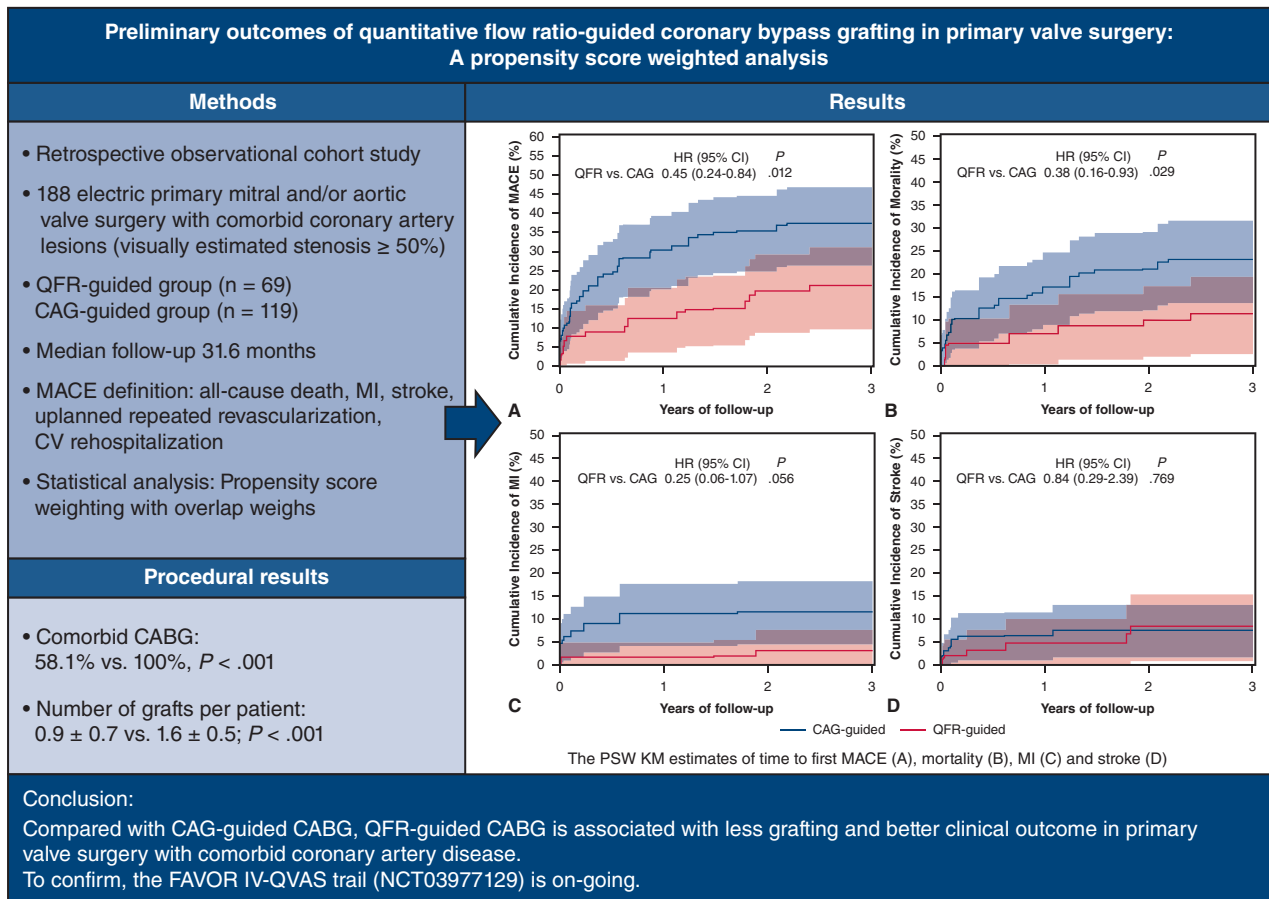 Preliminary outcomes of quantitative flow ratio-guided coronary bypass grafting in primary valve surgery:
A propensity score weighted analysis
Methods
• Retrospective observational cohort study
• 188 electric primary mitral and/or aortic
valve surgery with comorbid coronary artery
lesions (visually estimated stenosis ≥ 50%)
• QFR-guided group (n = 69)
CAG-guided group (n = 119)
• Median follow-up 31.6 months
• MACE definition: all-cause death, MI, stroke,
uplanned repeated revascularization,
CV rehospitalization
• Statistical analysis: Propensity score
weighting with overlap weighs
Procedural results
• Comorbid CABG:
58.1% vs. 100%, P < .001
• Number of grafts per patient:
0.9 ± 0.7 vs. 1.6 ± 0.5; P < .001
Results
Cumulative Incidence of MACE (%)
60
55
50
45
40
35
30
25
20
15
10
5
0
HR (95% CI) P
QFR vs. CAG 0.45 (0.24-0.84) .012
0 1 2 3
Years of follow-up
A
Cumulative Incidence of Morality (%)
50
45
40
35
30
25
20
15
10
5
0
HR (95% CI) P
QFR vs. CAG 0.38 (0.16-0.93) .029
0 1 2 3
Years of follow-up
B
Cumulative Incidence of MI (%)
50
45
40
35
30
25
20
15
10
5
0
HR (95% CI) P
QFR vs. CAG 0.25 (0.06-1.07) .056
0 1 2 3
Years of follow-up
C
Cumulative Incidence of Stroke (%)
50
45
40
35
30
25
20
15
10
5
0
HR (95% CI) P
QFR vs. CAG 0.84 (0.29-2.39) .769
0 1 2 3
Years of follow-up
D
CAG-guided QFR-guided
The PSW KM estimates of time to first MACE (A), mortality (B), MI (C) and stroke (D)
Conclusion:
Compared with CAG-guided CABG, QFR-guided CABG is associated with less grafting and better clinical outcome in primary
valve surgery with comorbid coronary artery disease.
To confirm, the FAVOR IV-QVAS trail (NCT03977129) is on-going.